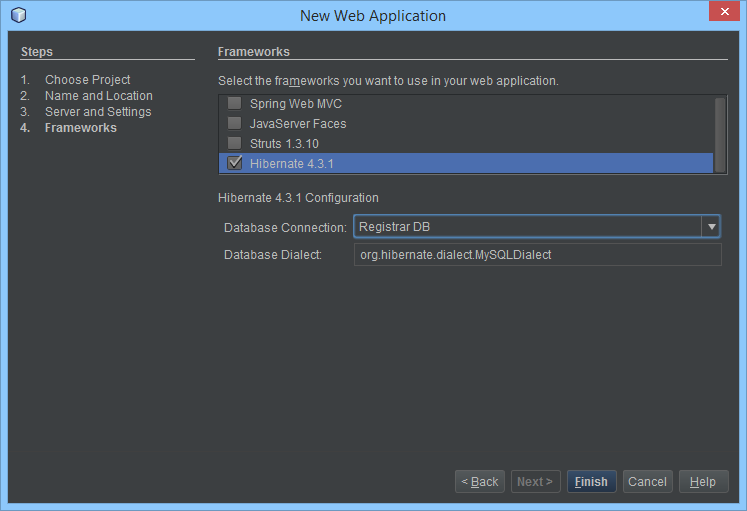 New Web Application
Steps
1. Choose Project
2. Name and Location
3. Server and Settings
4. Frameworks
Frameworks
Select the frameworks you want to use in your web application.
Spring Web MVC
JavaServer Faces
Struts 1.3.10
Hibernate 4.3.1
Hibernate 4.3.1 Configuration
Database Connection: Registrar DB
Database Dialect: org.hibernate.dialect.MySQLDialect
< Back Next > Finish Cancel Help